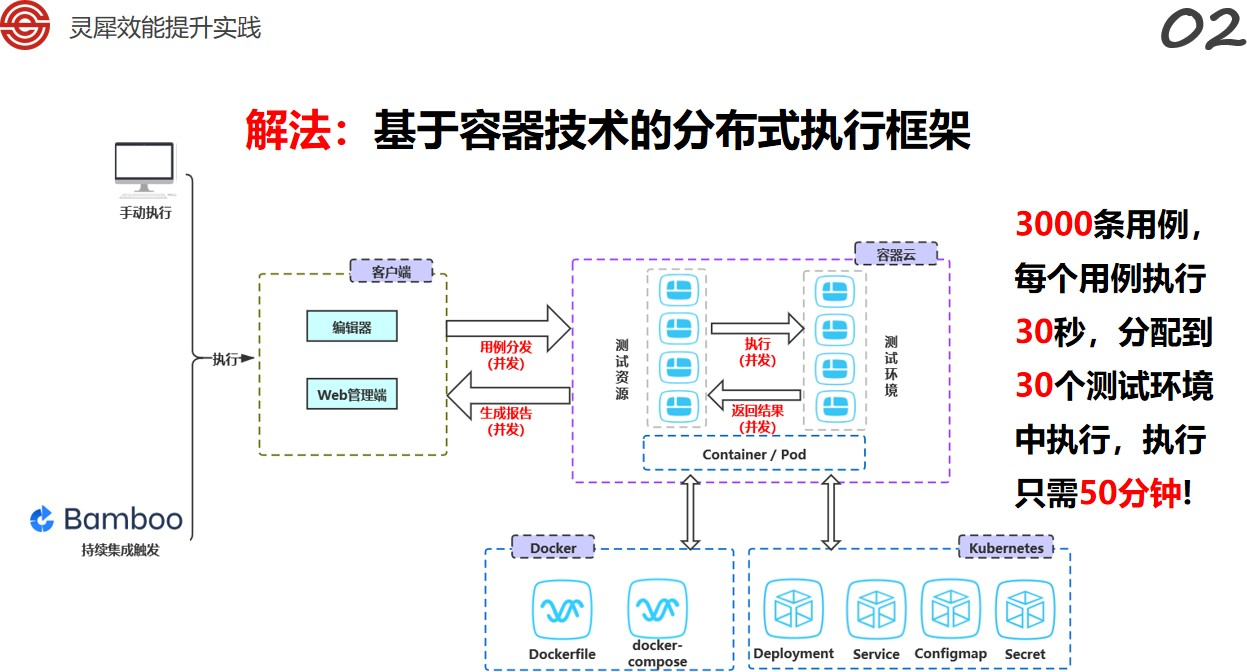 灵犀效能提升实践
02
解法：基于容器技术的分布式执行框架
手动执行
执行
Bamboo
持续集成触发
客户端
编辑器
Web管理端
用例分发
(并发)
生成报告
(并发)
容器云
测试资源
执行
(并发)
返回结果
(并发)
测试环境
Container / Pod
Docker
Dockerfile
docker-
compose
Kubernetes
Deployment
Service
Configmap
Secret
3000条用例，
每个用例执行
30秒，分配到
30个测试环境
中执行，执行
只需50分钟!